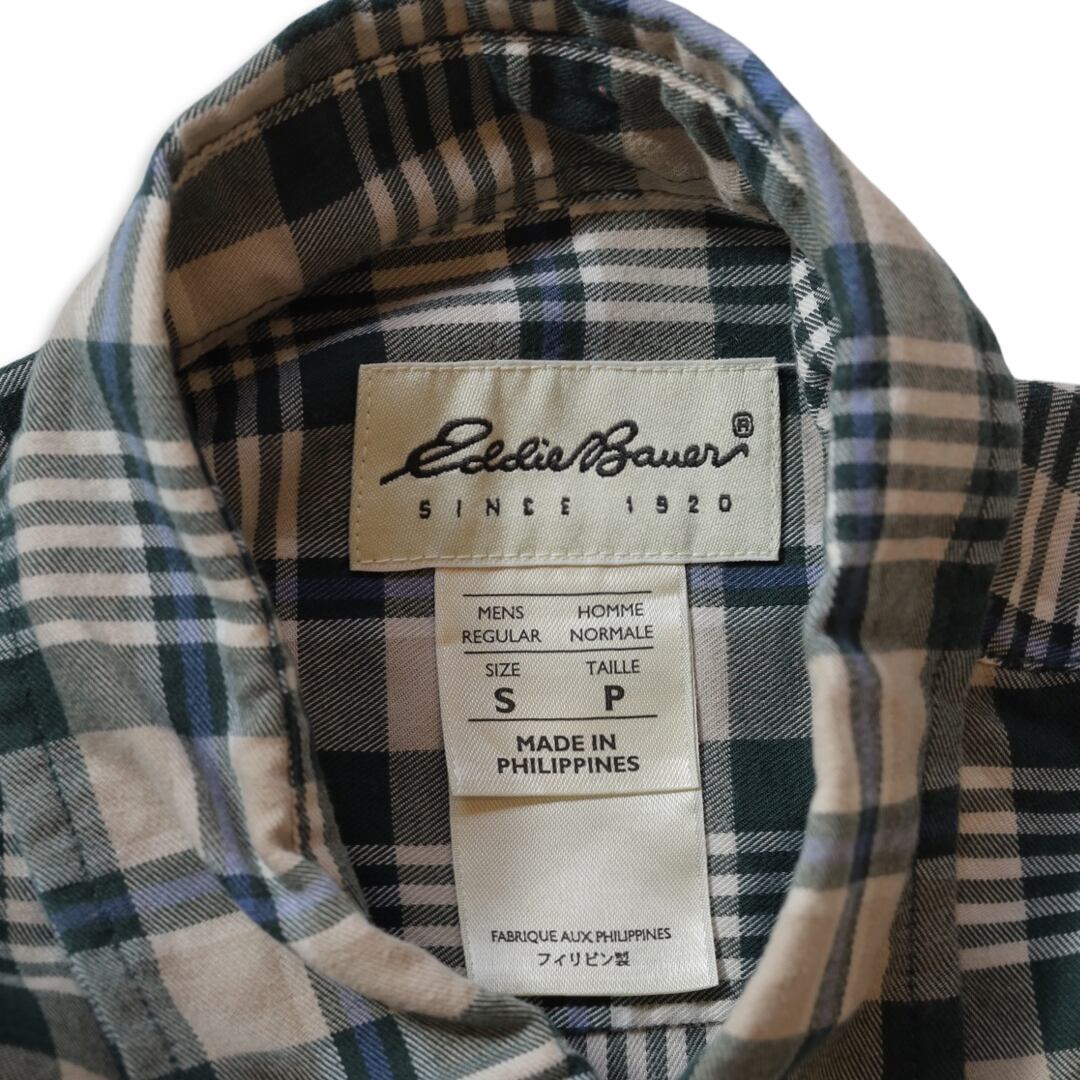 Eddie Bauer®
SINCE 1920
MENS HOMME
REGULAR NORMALE
SIZE TAILLE
S P
MADE IN
PHILIPPINES
FABRIQUE AUX PHILIPPINES
フィリピン製